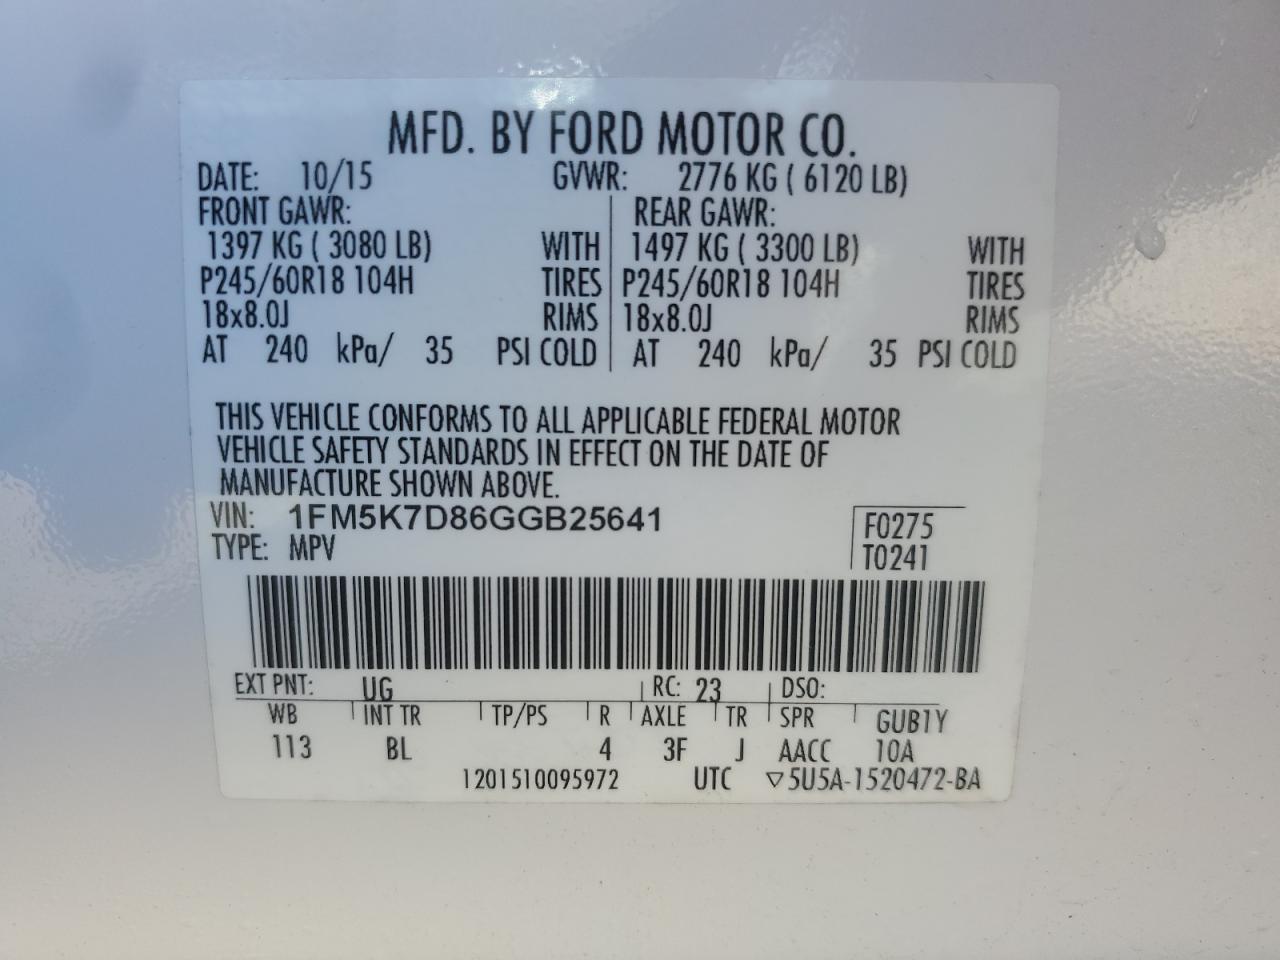 MFD. BY FORD MOTOR CO.
DATE: 10/15 GVWR: 2776 KG ( 6120 LB)
FRONT GAWR: REAR GAWR:
1397 KG ( 3080 LB) WITH 1497 KG ( 3300 LB) WITH
P245/60R18 104H TIRES P245/60R18 104H TIRES
18x8.0J RIMS 18x8.0J RIMS
AT 240 kPa/ 35 PSI COLD AT 240 kPa/ 35 PSI COLD
THIS VEHICLE CONFORMS TO ALL APPLICABLE FEDERAL MOTOR
VEHICLE SAFETY STANDARDS IN EFFECT ON THE DATE OF
MANUFACTURE SHOWN ABOVE.
VIN: 1FM5K7D86GGB25641 F0275
TYPE: MPV T0241
EXT PNT: UG RC: 23 DSO:
WB INT TR TP/PS R AXLE TR SPR GUB1Y
113 BL 4 3F J AACC 10A
1201510095972 UTC ▽5U5A-1520472-BA